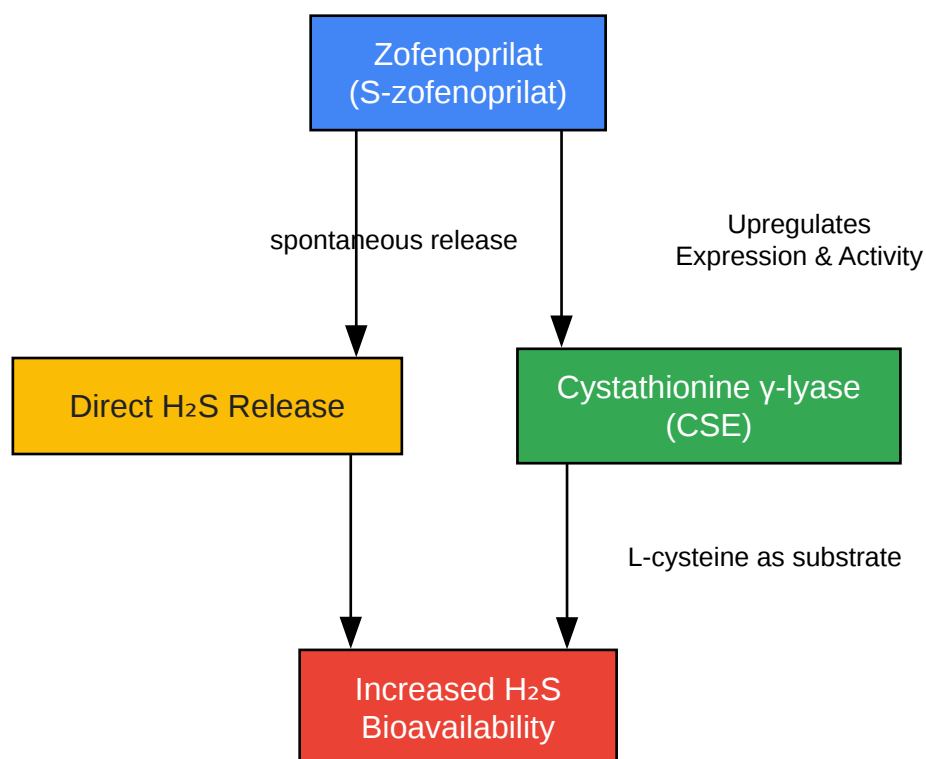 Zofenoprilat
(S-zofenoprilat)
spontaneous release
Upregulates
Expression & Activity
Direct H₂S Release
Cystathionine γ-lyase
(CSE)
L-cysteine as substrate
Increased H₂S
Bioavailability